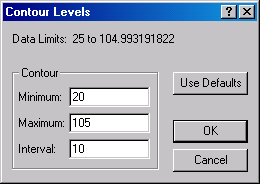 Contour Levels
Data Limits: 25 to 104.993191822
Contour
Minimum: 20
Maximum: 105
Interval: 10
Use Defaults
OK
Cancel